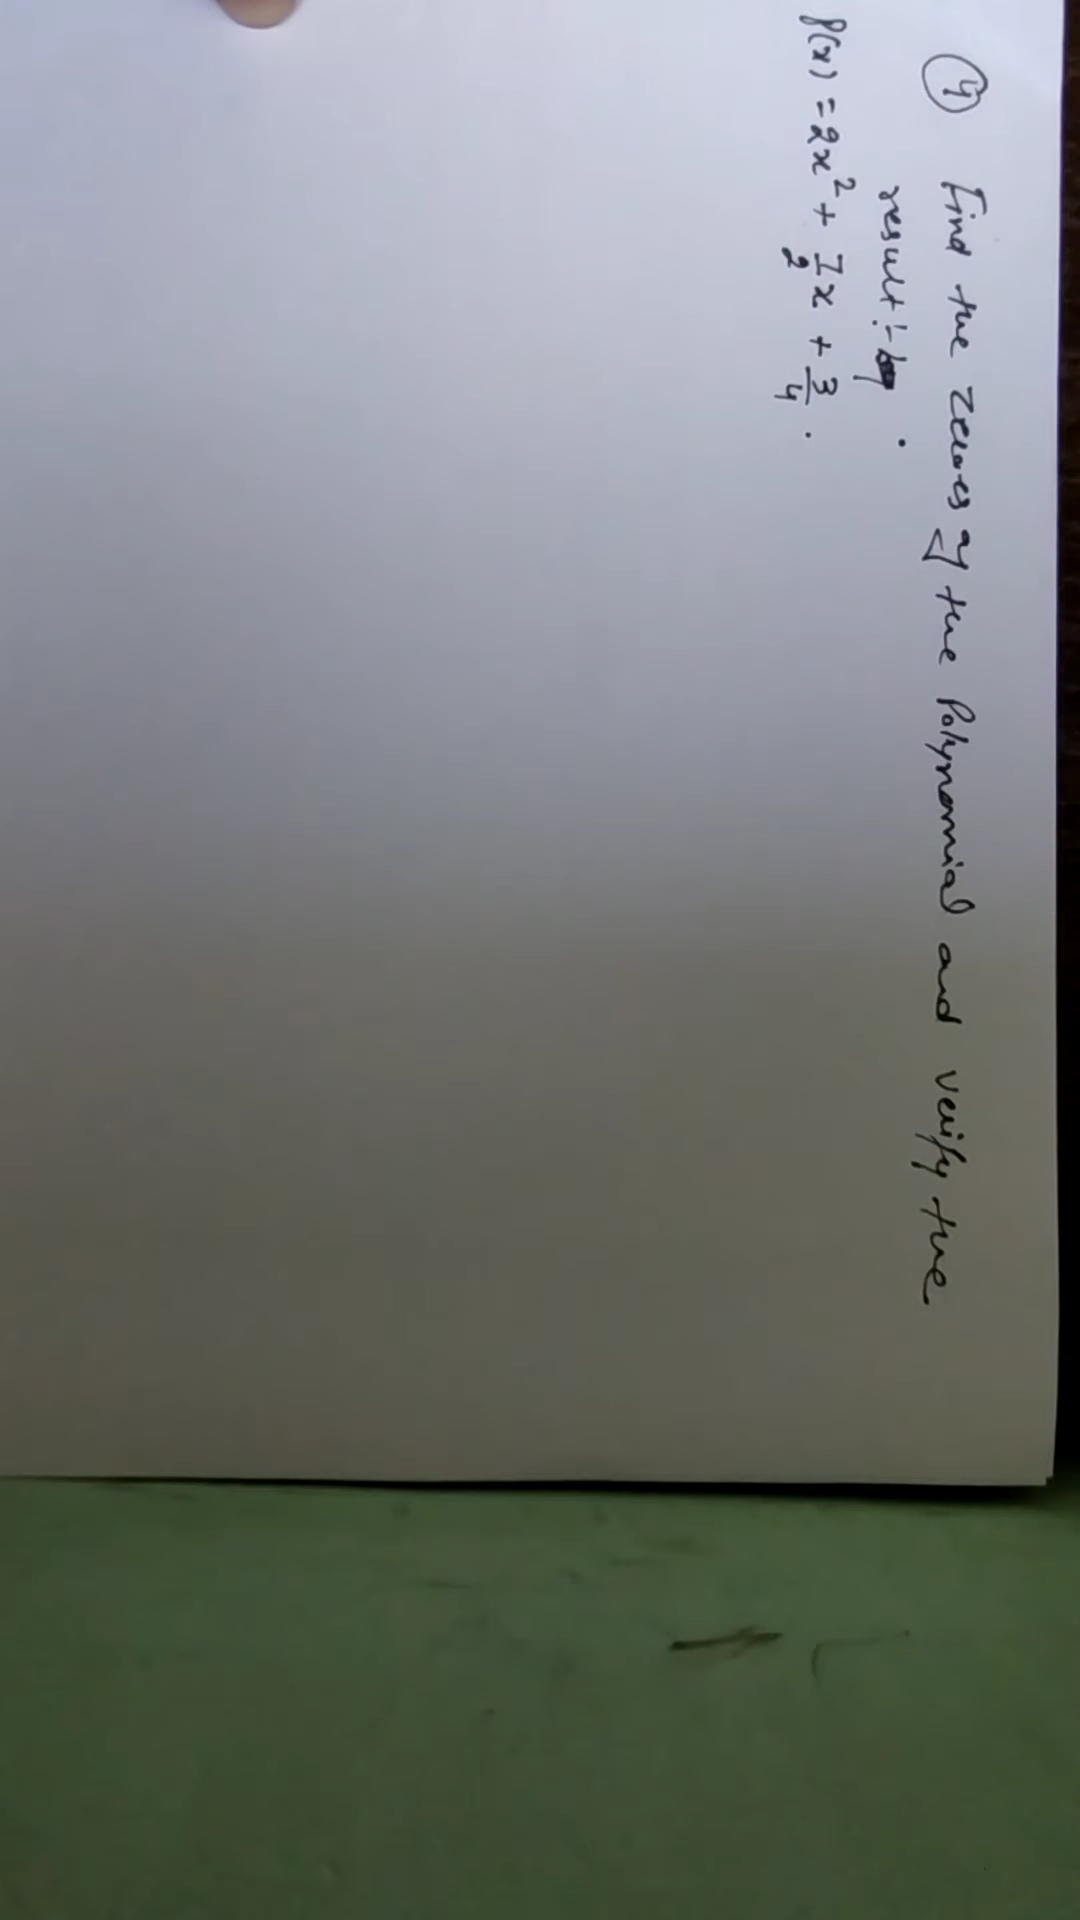 ④ Find the zeroes of the Polynomial and verify the
result :-
P(x) = 2x² + 7/2 x + 3/4 .